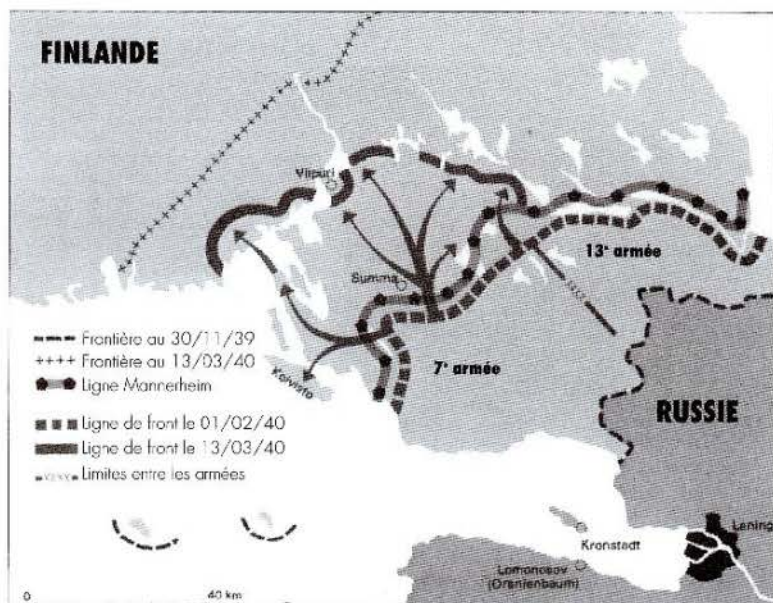 FINLANDE
Viipuri
Summa
13e armée
7e armée
Koivisto
RUSSIE
Frontière au 30/11/39
Frontière au 13/03/40
Ligne Mannerheim
Ligne de front le 01/02/40
Ligne de front le 13/03/40
Limites entre les armées
XXXX
Kronstadt
Lening
Lomonosov
(Oranienbaum)
0 40 km